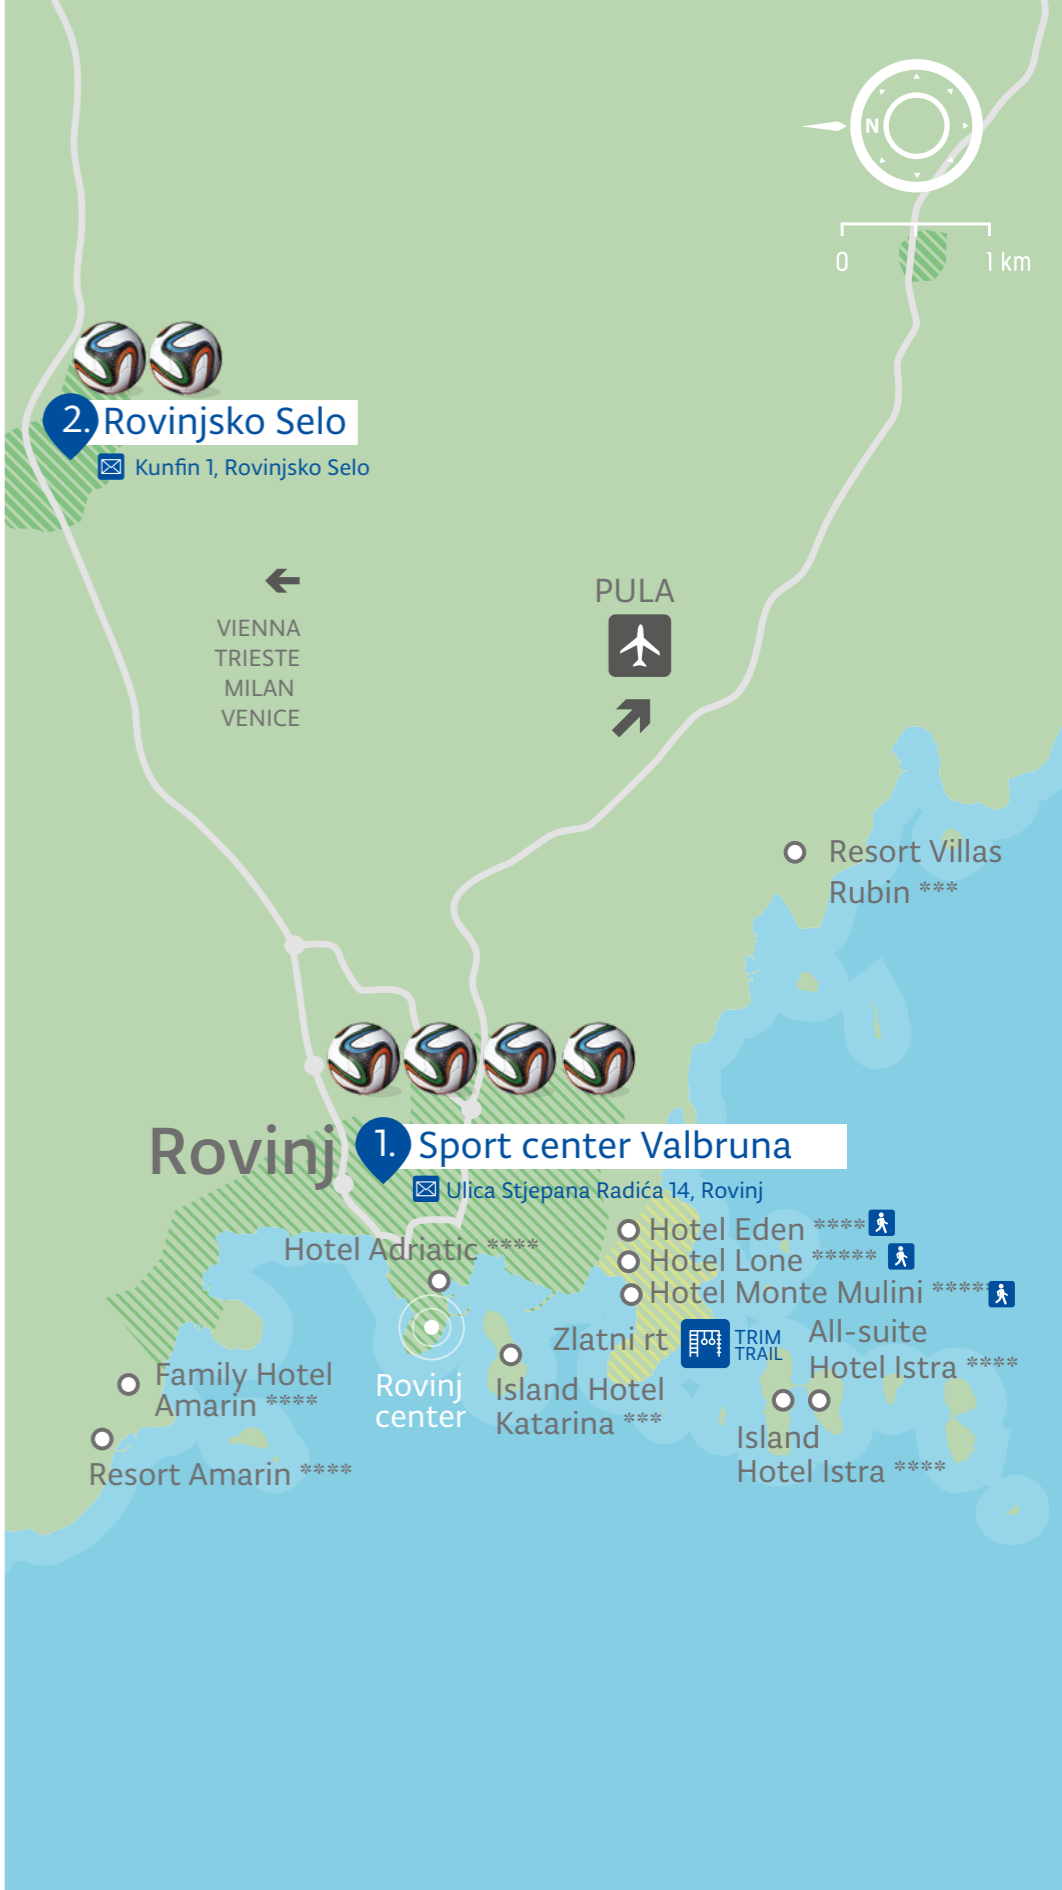 N
0 1 km
2. Rovinjsko Selo
Kunfin 1, Rovinjsko Selo
VIENNA
TRIESTE
MILAN
VENICE
PULA
Resort Villas
Rubin ***
Rovinj
1. Sport center Valbruna
Ulica Stjepana Radića 14, Rovinj
Hotel Eden ****
Hotel Lone *****
Hotel Monte Mulini *****
Hotel Adriatic ****
Zlatni rt
TRIM
TRAIL
All-suite
Hotel Istra ****
Family Hotel
Amarin ****
Rovinj
center
Island Hotel
Katarina ***
Island
Hotel Istra ****
Resort Amarin ****